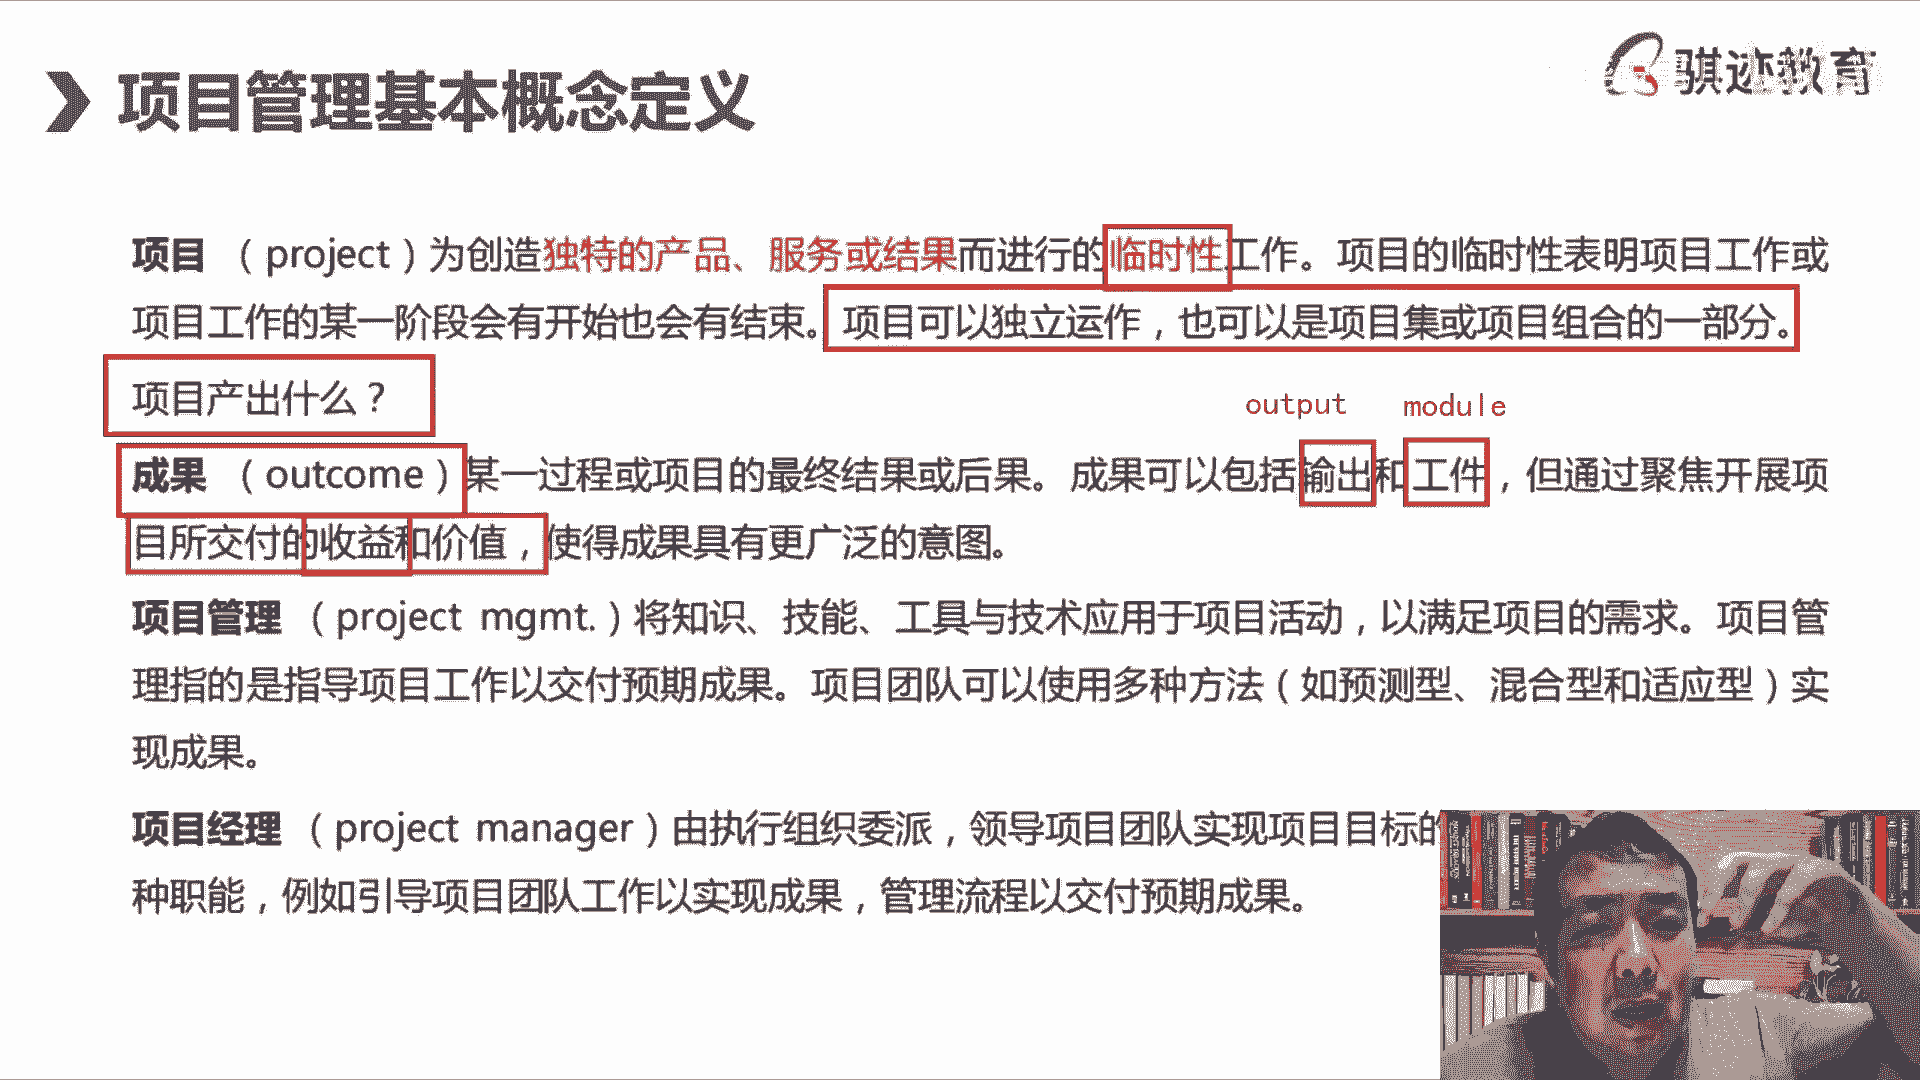 项目管理基本概念定义
骐迹教育
项目（project）为创造独特的产品、服务或结果而进行的临时性工作。项目的临时性表明项目工作或
项目工作的某一阶段会有开始也会有结束。项目可以独立运作，也可以是项目集或项目组合的一部分。
项目产出什么？
output module
成果（outcome）某一过程或项目的最终结果或后果。成果可以包括输出和工件，但通过聚焦开展项
目所交付的收益和价值，使得成果具有更广泛的意图。
项目管理（project mgmt.）将知识、技能、工具与技术应用于项目活动，以满足项目的需求。项目管
理指的是指导项目工作以交付预期成果。项目团队可以使用多种方法（如预测型、混合型和适应型）实
现成果。
项目经理（project manager）由执行组织委派，领导项目团队实现项目目标的
种职能，例如引导项目团队工作以实现成果，管理流程以交付预期成果。